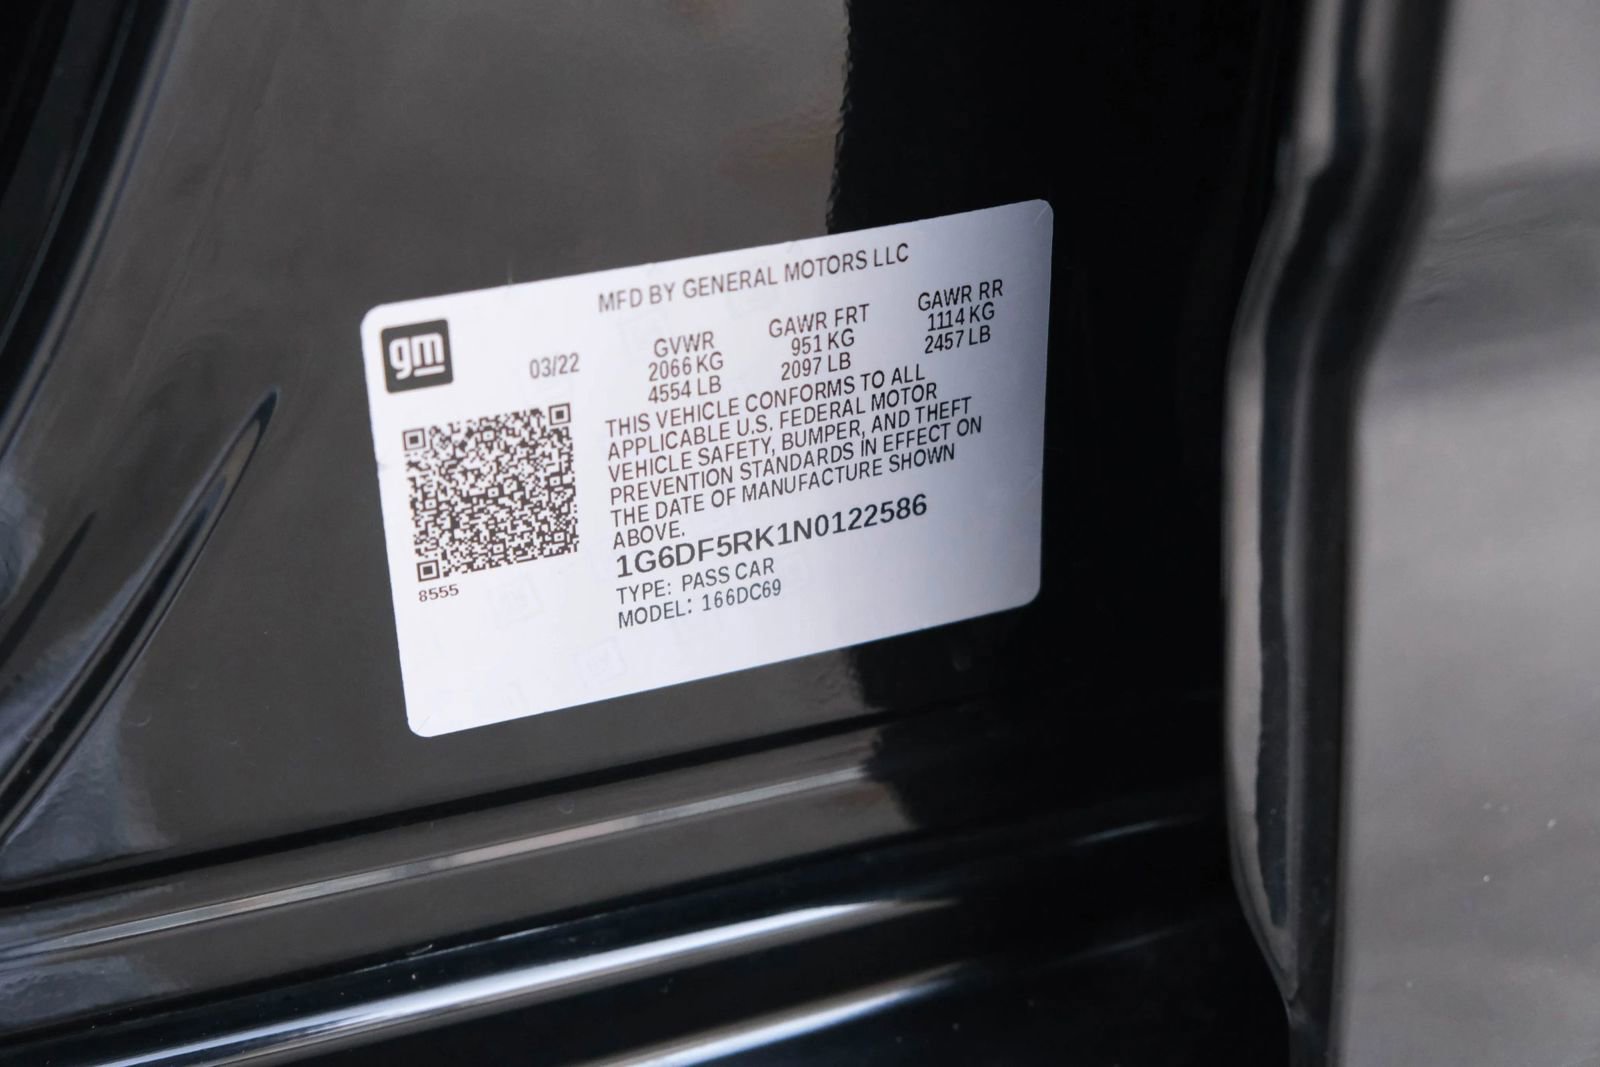 MFD BY GENERAL MOTORS LLC
gm
03/22
GVWR
2066 KG
4554 LB
GAWR FRT
951 KG
2097 LB
GAWR RR
1114 KG
2457 LB
THIS VEHICLE CONFORMS TO ALL
APPLICABLE U.S. FEDERAL MOTOR
VEHICLE SAFETY, BUMPER, AND THEFT
PREVENTION STANDARDS IN EFFECT ON
THE DATE OF MANUFACTURE SHOWN
ABOVE.
1G6DF5RK1N0122586
TYPE: PASS CAR
MODEL: 166DC69
8555